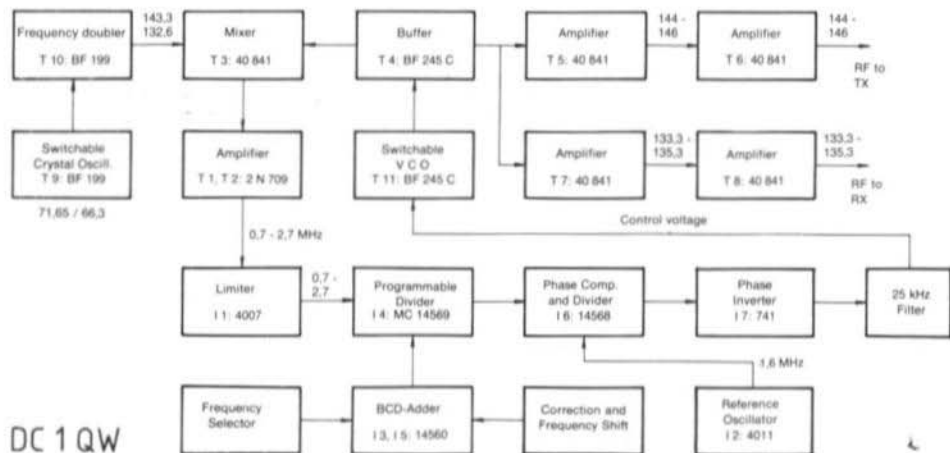 Frequency doubler
T 10: BF 199
143,3
132,6
Mixer
T 3: 40 841
Buffer
T 4: BF 245 C
Amplifier
T 5: 40 841
144 -
146
Amplifier
T 6: 40 841
144 -
146
RF to
TX
Switchable
Crystal Oscill.
T 9: BF 199
71,65 / 66,3
Amplifier
T 1, T 2: 2 N 709
Switchable
V C O
T 11: BF 245 C
Amplifier
T 7: 40 841
133,3 -
135,3
Amplifier
T 8: 40 841
133,3 -
135,3
RF to
RX
Control voltage
0,7 - 2,7 MHz
Limiter
I 1: 4007
0,7 -
2,7
Programmable
Divider
I 4: MC 14569
Phase Comp.
and Divider
I 6: 14568
Phase
Inverter
I 7: 741
25 kHz
Filter
1,6 MHz
Frequency
Selector
BCD-Adder
I 3, I 5: 14560
Correction and
Frequency Shift
Reference
Oscillator
I 2: 4011
DC 1 QW